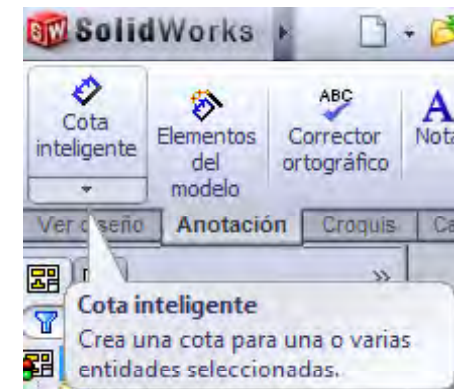 SW SolidWorks
Cota inteligente
Elementos del modelo
ABC
Corrector ortográfico
A
Ver diseño
Anotación
Croquis
Cota inteligente
Crea una cota para una o varias
entidades seleccionadas.